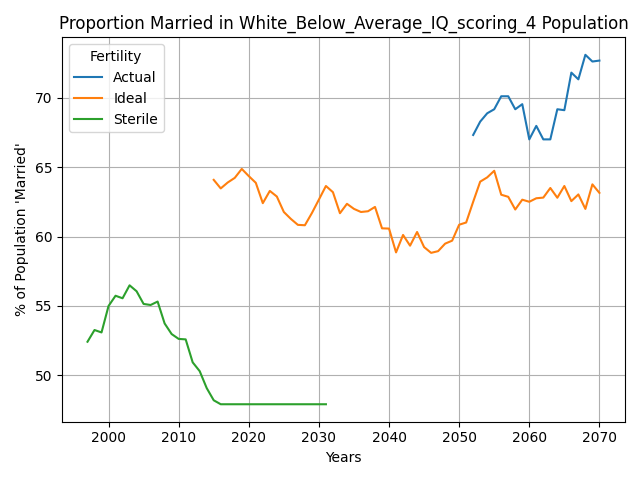 Proportion Married in White_Below_Average_IQ_scoring_4 Population
% of Population 'Married'
70
65
60
55
50
Fertility
Actual
Ideal
Sterile
2000 2010 2020 2030 2040 2050 2060 2070
Years